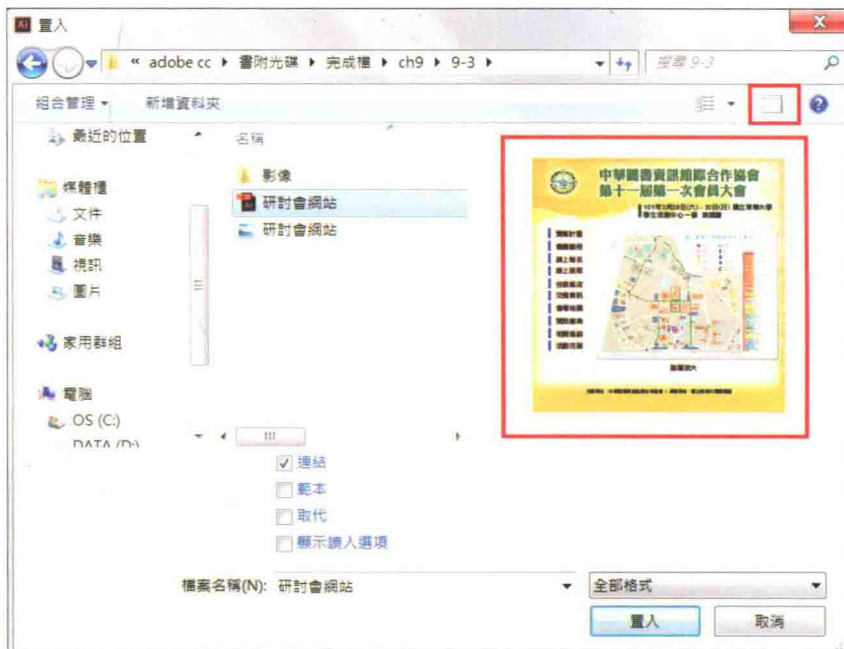 Ai 置入
« adobe cc ▸ 書附光碟 ▸ 完成檔 ▸ ch9 ▸ 9-3 ▸
搜尋 9-3
組合管理 ▾ 新增資料夾
最近的位置
名稱
媒體櫃
文件
音樂
視訊
圖片
家用群組
電腦
OS (C:)
DATA (D:)
影像
研討會網站
研討會網站
中華圖書資訊館際合作協會
第十一屆第一次會員大會
連結
範本
取代
顯示讀入選項
檔案名稱(N): 研討會網站
全部格式
置入 取消